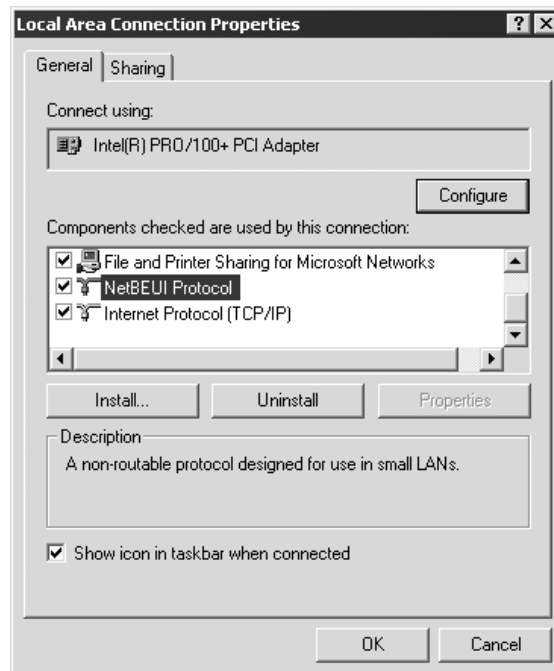 Local Area Connection Properties
General Sharing
Connect using:
Intel(R) PRO/100+ PCI Adapter
Configure
Components checked are used by this connection:
File and Printer Sharing for Microsoft Networks
NetBEUI Protocol
Internet Protocol (TCP/IP)
Install... Uninstall Properties
Description
A non-routable protocol designed for use in small LANs.
Show icon in taskbar when connected
OK Cancel